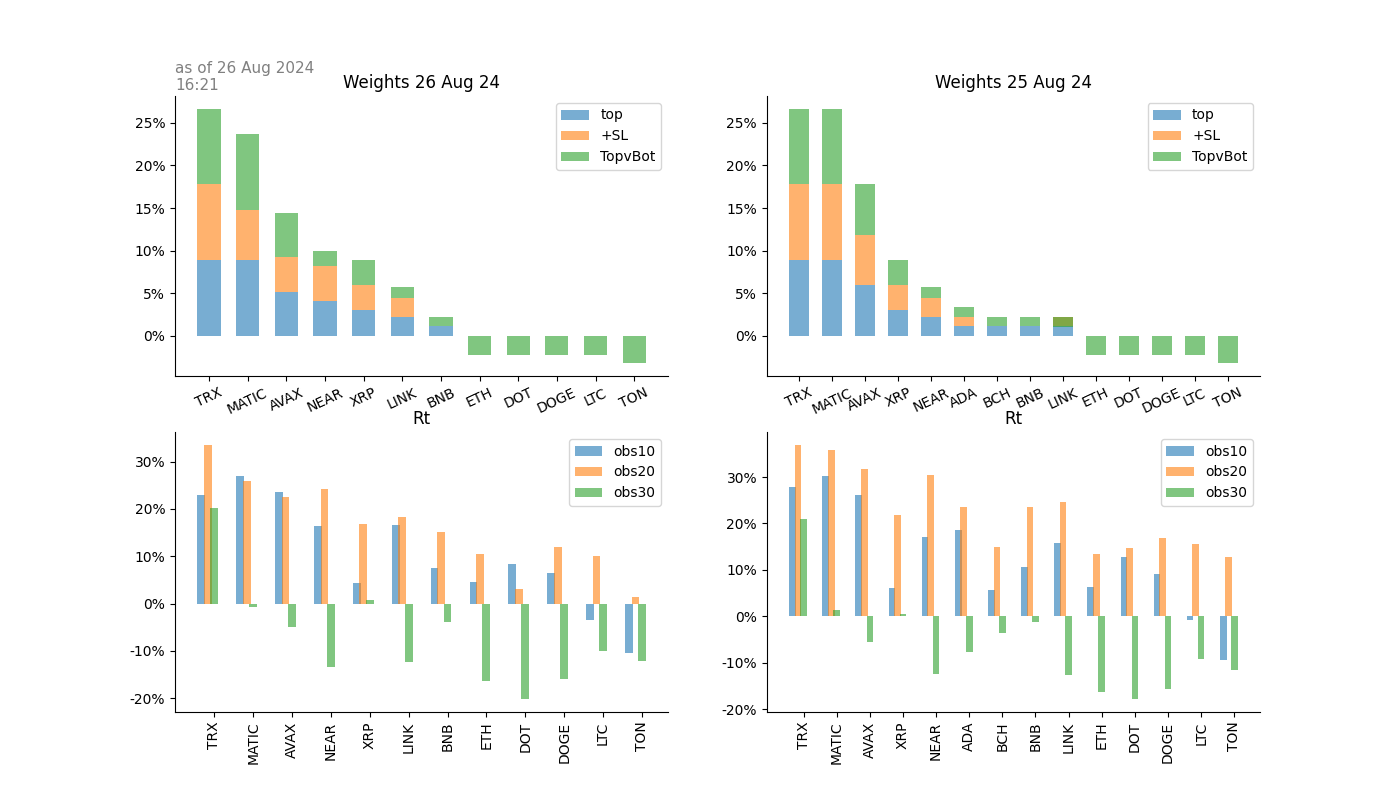 as of 26 Aug 2024
16:21
Weights 26 Aug 24
25%
20%
15%
10%
5%
0%
top
+SL
TopvBot
TRX MATIC AVAX NEAR XRP LINK BNB ETH DOT DOGE LTC TON
Weights 25 Aug 24
25%
20%
15%
10%
5%
0%
top
+SL
TopvBot
TRX MATIC AVAX XRP NEAR ADA BCH BNB LINK ETH DOT DOGE LTC TON
Rt
30%
20%
10%
0%
-10%
-20%
obs10
obs20
obs30
TRX MATIC AVAX NEAR XRP LINK BNB ETH DOT DOGE LTC TON
Rt
30%
20%
10%
0%
-10%
-20%
obs10
obs20
obs30
TRX MATIC AVAX XRP NEAR ADA BCH BNB LINK ETH DOT DOGE LTC TON